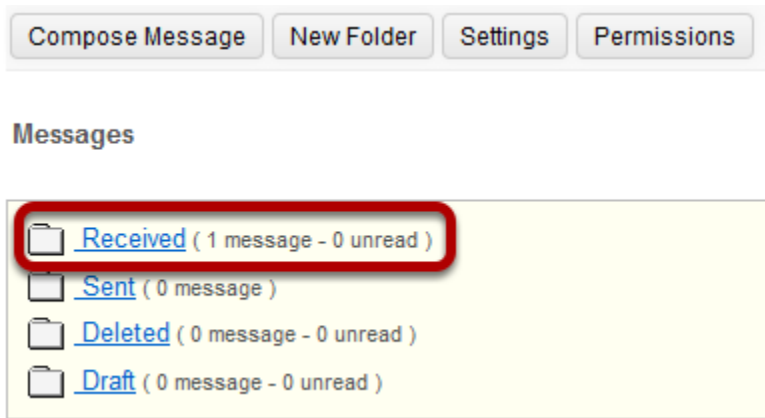 Compose Message New Folder Settings Permissions
Messages
Received ( 1 message - 0 unread )
Sent ( 0 message )
Deleted ( 0 message - 0 unread )
Draft ( 0 message - 0 unread )